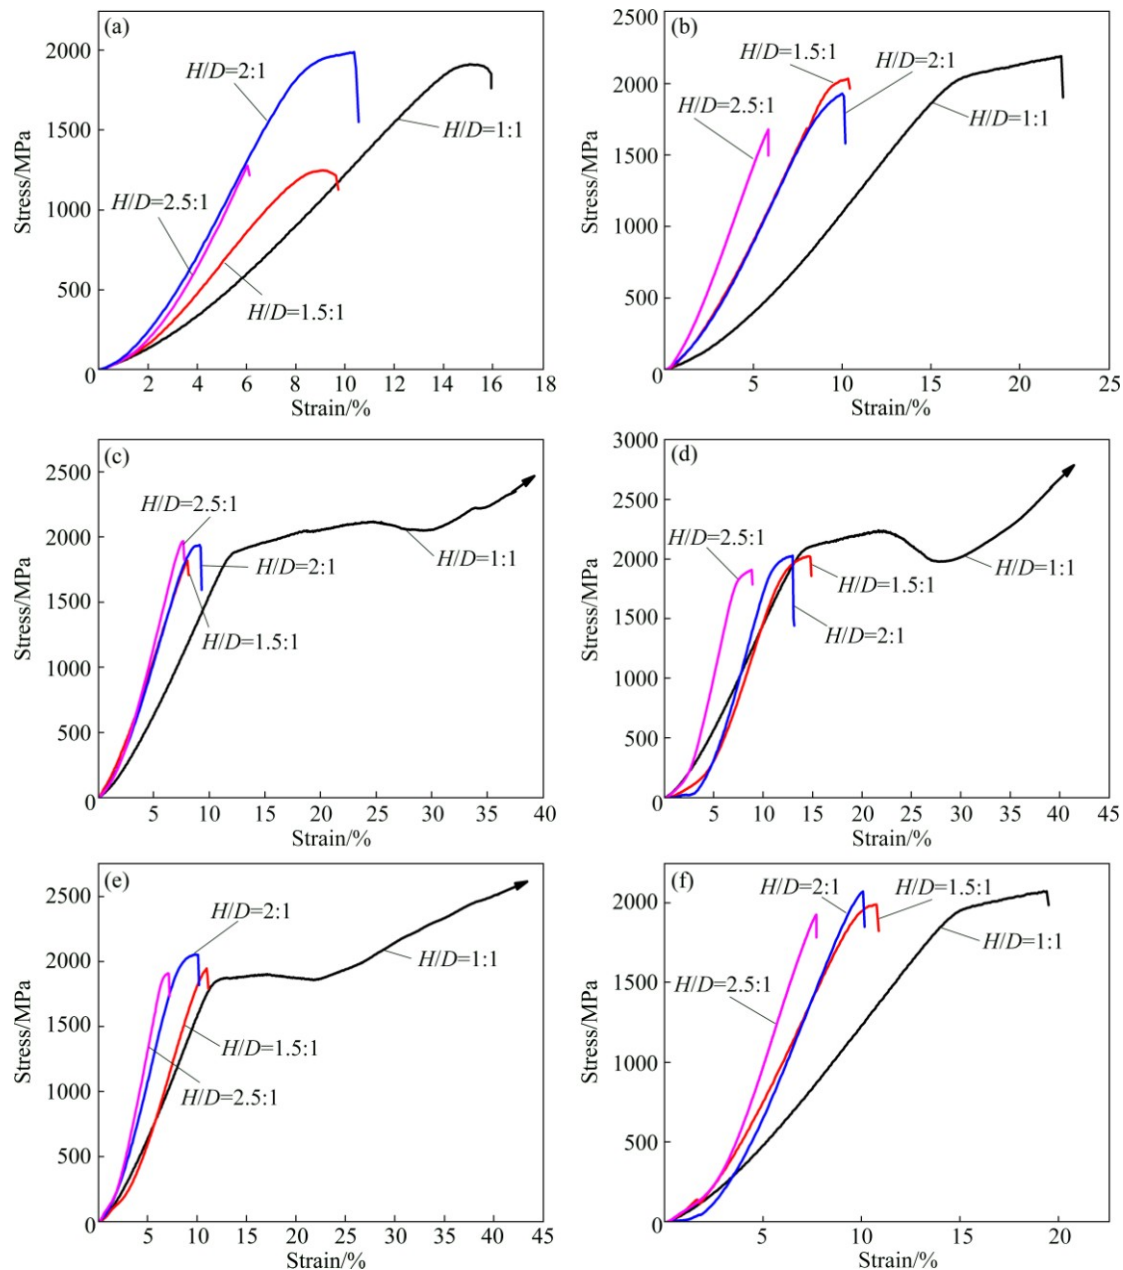 (a)
2000
1500
1000
500
0
Stress/MPa
H/D=2:1
H/D=1:1
H/D=2.5:1
H/D=1.5:1
2 4 6 8 10 12 14 16 18
Strain/%
(b)
2500
2000
1500
1000
500
0
Stress/MPa
H/D=1.5:1
H/D=2:1
H/D=2.5:1
H/D=1:1
5 10 15 20 25
Strain/%
(c)
2500
2000
1500
1000
500
0
Stress/MPa
H/D=2.5:1
H/D=2:1
H/D=1:1
H/D=1.5:1
5 10 15 20 25 30 35 40
Strain/%
(d)
3000
2500
2000
1500
1000
500
0
Stress/MPa
H/D=2.5:1
H/D=1.5:1
H/D=1:1
H/D=2:1
5 10 15 20 25 30 35 40 45
Strain/%
(e)
2500
2000
1500
1000
500
0
Stress/MPa
H/D=2:1
H/D=1:1
H/D=1.5:1
H/D=2.5:1
5 10 15 20 25 30 35 40 45
Strain/%
(f)
2000
1500
1000
500
0
Stress/MPa
H/D=2:1
H/D=1.5:1
H/D=1:1
H/D=2.5:1
5 10 15 20
Strain/%